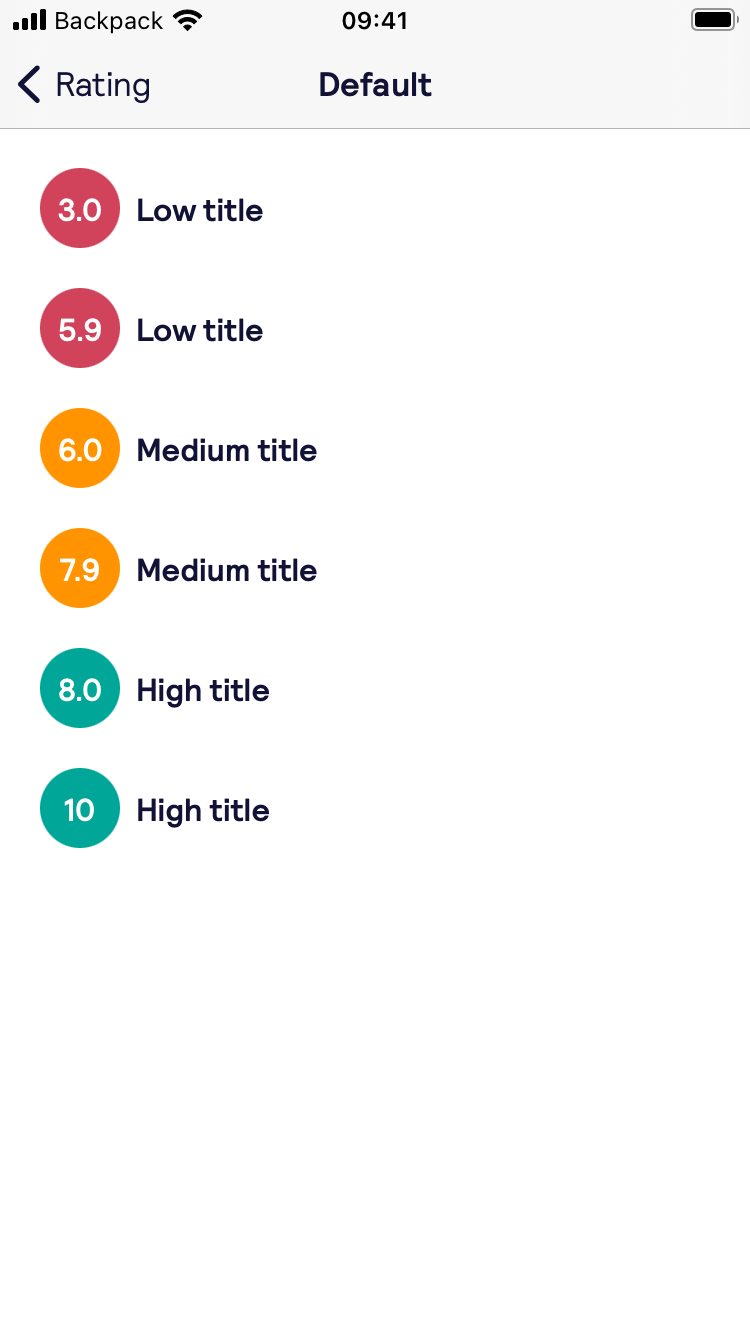 Backpack 09:41
Rating Default
3.0 Low title
5.9 Low title
6.0 Medium title
7.9 Medium title
8.0 High title
10 High title